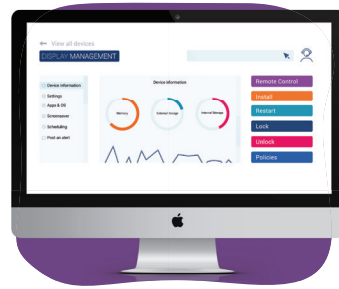 ← View all devices
DISPLAY MANAGEMENT
Device information
Settings
Apps & OS
Screensaver
Scheduling
Post an alert
Device information
Memory
External Storage
Internal Storage
Remote Control
Install
Restart
Lock
Unlock
Policies